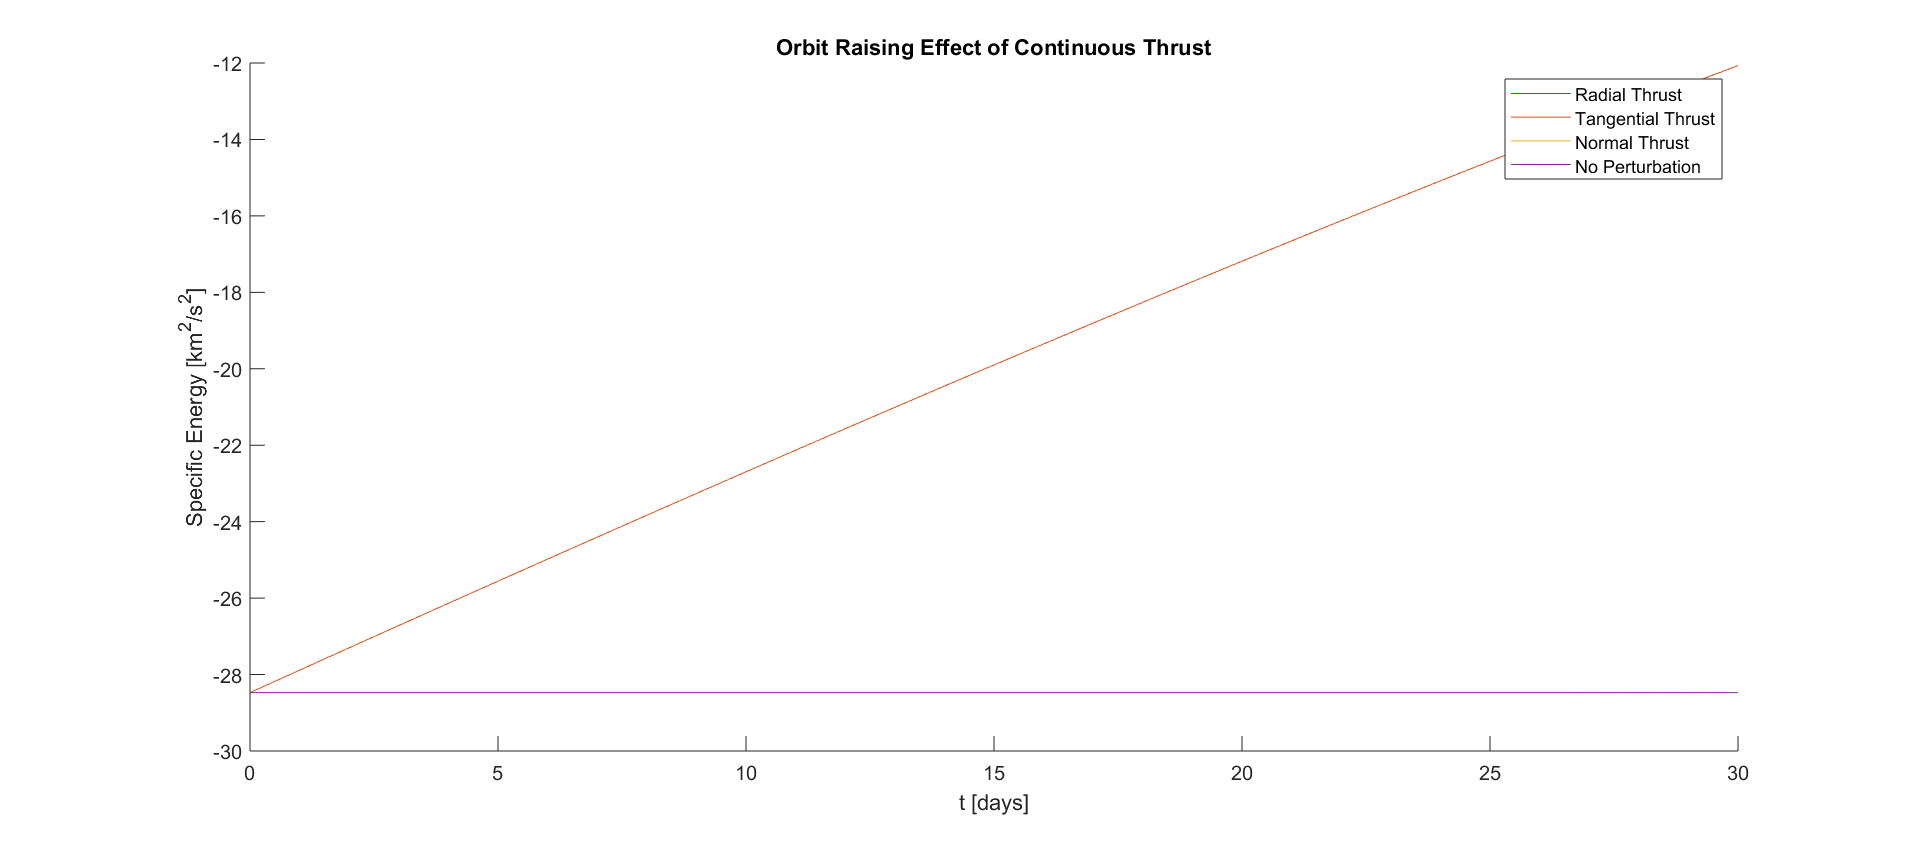 Orbit Raising Effect of Continuous Thrust
-12
-14
-16
-18
-20
-22
-24
-26
-28
-30
Specific Energy [km²/s²]
Radial Thrust
Tangential Thrust
Normal Thrust
No Perturbation
0 5 10 15 20 25 30
t [days]